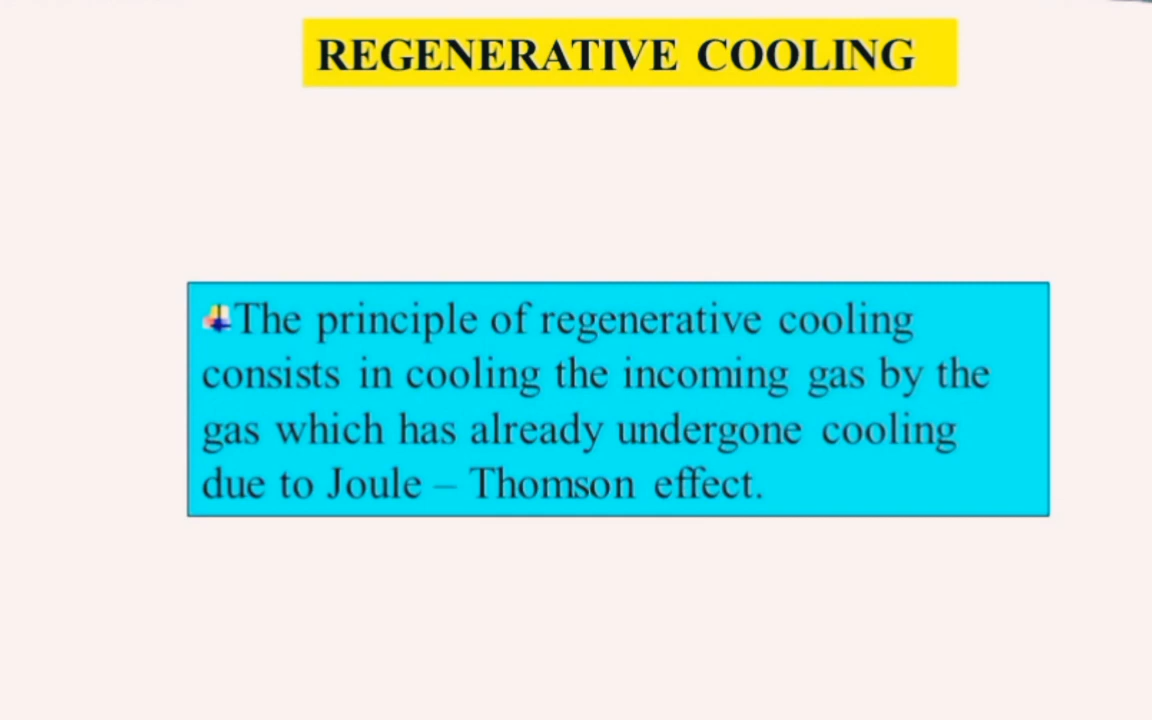 REGENERATIVE COOLING
The principle of regenerative cooling
consists in cooling the incoming gas by the
gas which has already undergone cooling
due to Joule – Thomson effect.